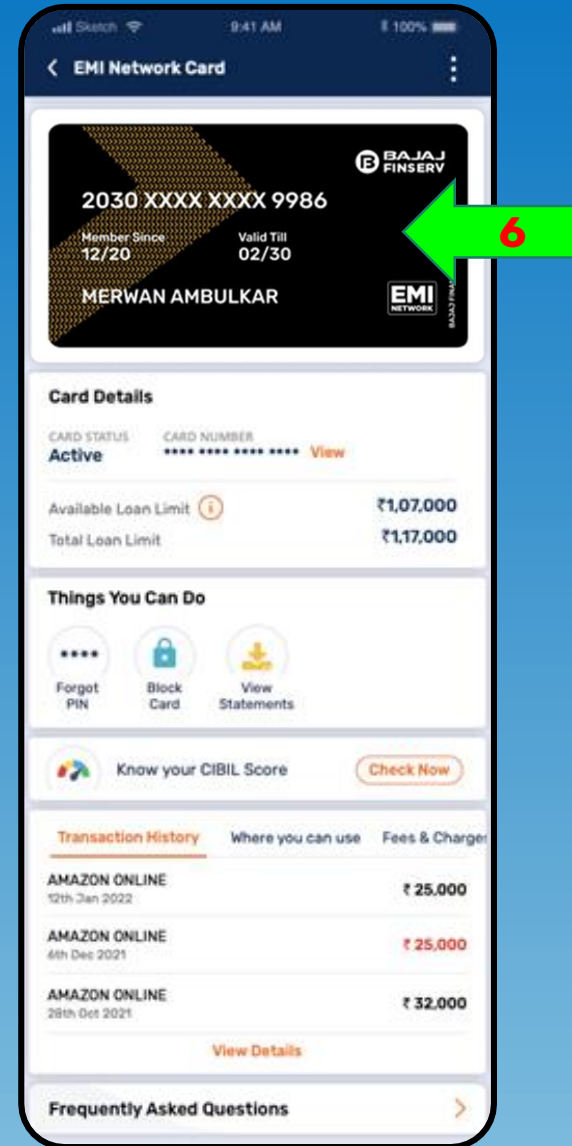 Sketch 9:41 AM 100%
EMI Network Card
BAJAJ
FINSERV
2030 XXXX XXXX 9986
Member Since Valid Till
12/20 02/30
MERWAN AMBULKAR
EMI
NETWORK
6
Card Details
CARD STATUS CARD NUMBER
Active •••• •••• •••• •••• View
Available Loan Limit i ₹1,07,000
Total Loan Limit ₹1,17,000
Things You Can Do
Forgot Block View
PIN Card Statements
Know your CIBIL Score Check Now
Transaction History Where you can use Fees & Charges
AMAZON ONLINE
12th Jan 2022 ₹ 25,000
AMAZON ONLINE
6th Dec 2021 ₹ 25,000
AMAZON ONLINE
28th Oct 2021 ₹ 32,000
View Details
Frequently Asked Questions